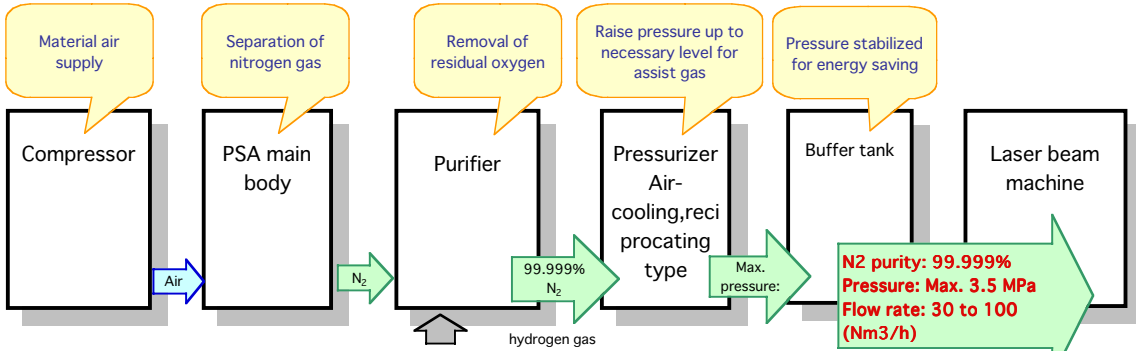 Material air
supply
Separation of
nitrogen gas
Removal of
residual oxygen
Raise pressure up to
necessary level for
assist gas
Pressure stabilized
for energy saving
Compressor
PSA main
body
Purifier
Pressurizer
Air-
cooling,reci
procating
type
Buffer tank
Laser beam
machine
Air
N2
99.999%
N2
Max.
pressure:
N2 purity: 99.999%
Pressure: Max. 3.5 MPa
Flow rate: 30 to 100
(Nm3/h)
hydrogen gas